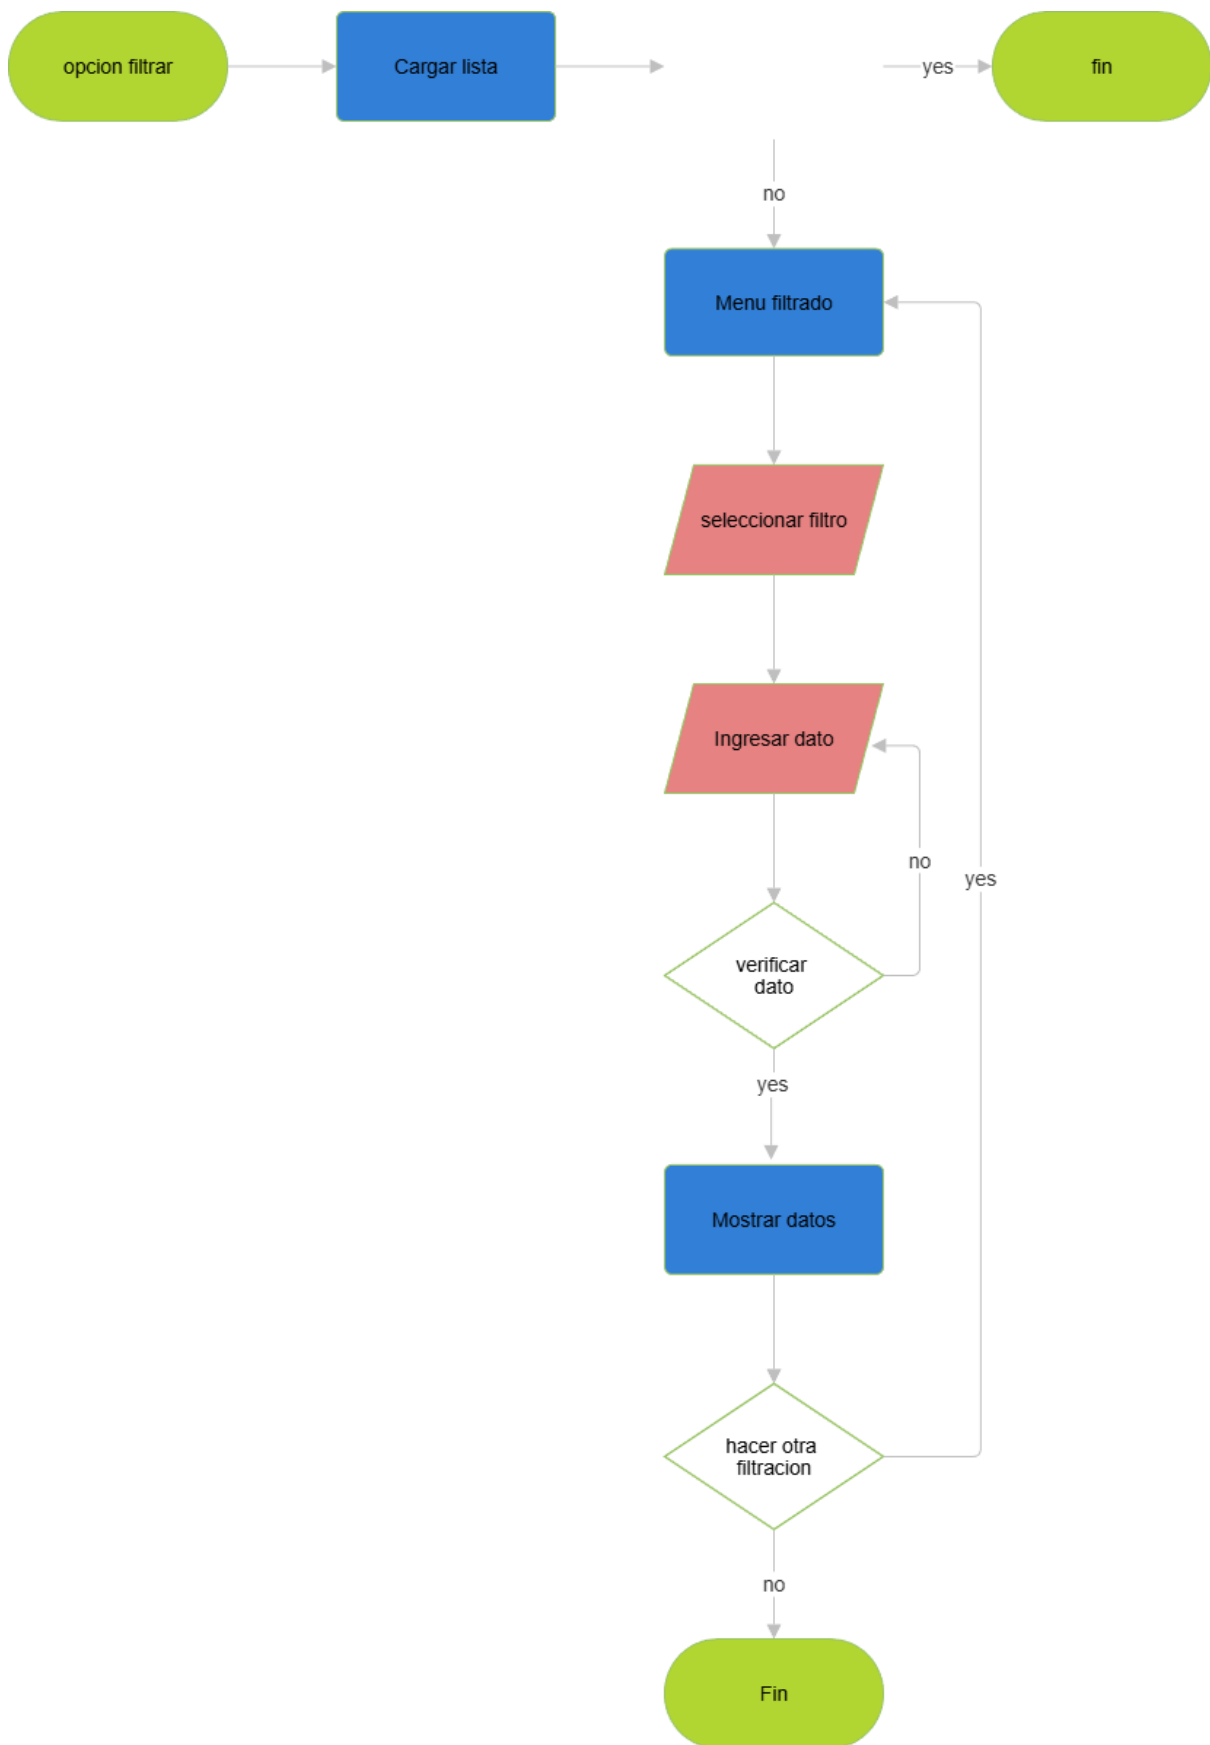 opcion filtrar
Cargar lista
yes
fin
no
Menu filtrado
seleccionar filtro
Ingresar dato
no
yes
verificar
dato
yes
Mostrar datos
hacer otra
filtracion
no
Fin